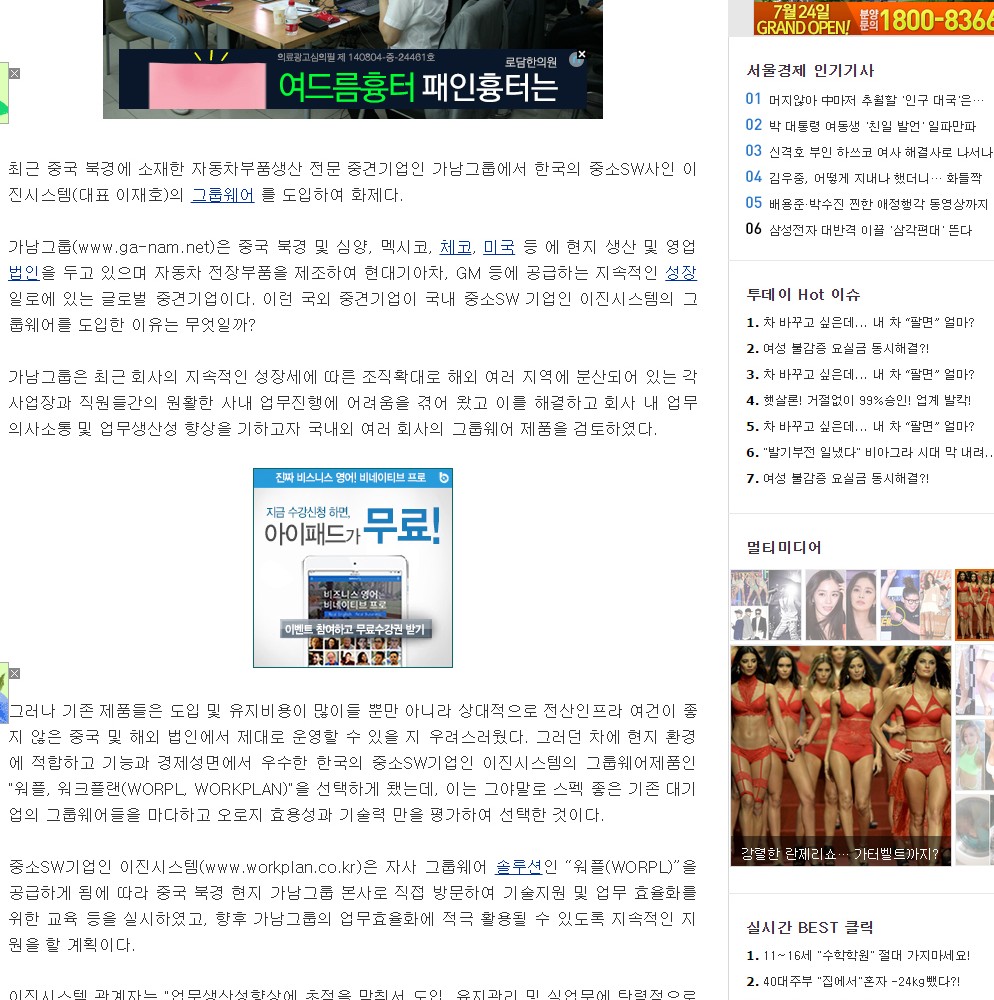 7월 24일
GRAND OPEN!
분양
문의 1800-8366
의료광고심의필 제 140804-중-24461호
로담한의원
여드름흉터 패인흉터는
최근 중국 북경에 소재한 자동차부품생산 전문 중견기업인 가남그룹에서 한국의 중소SW사인 이
진시스템(대표 이재호)의 그룹웨어 를 도입하여 화제다.
가남그룹(www.ga-nam.net)은 중국 북경 및 심양, 멕시코, 체코, 미국 등 에 현지 생산 및 영업
법인을 두고 있으며 자동차 전장부품을 제조하여 현대기아차, GM 등에 공급하는 지속적인 성장
일로에 있는 글로벌 중견기업이다. 이런 국외 중견기업이 국내 중소SW 기업인 이진시스템의 그
룹웨어를 도입한 이유는 무엇일까?
가남그룹은 최근 회사의 지속적인 성장세에 따른 조직확대로 해외 여러 지역에 분산되어 있는 각
사업장과 직원들간의 원활한 사내 업무진행에 어려움을 겪어 왔고 이를 해결하고 회사 내 업무
의사소통 및 업무생산성 향상을 기하고자 국내외 여러 회사의 그룹웨어 제품을 검토하였다.
진짜 비스니스 영어! 비네이티브 프로
지금 수강신청 하면,
아이패드가 무료!
비즈니스 영어는
비네이티브 프로
이벤트 참여하고 무료수강권 받기
그러나 기존 제품들은 도입 및 유지비용이 많이들 뿐만 아니라 상대적으로 전산인프라 여건이 좋
지 않은 중국 및 해외 법인에서 제대로 운영할 수 있을 지 우려스러웠다. 그러던 차에 현지 환경
에 적합하고 기능과 경제성면에서 우수한 한국의 중소SW기업인 이진시스템의 그룹웨어제품인
"워플, 워크플랜(WORPL, WORKPLAN)"을 선택하게 됐는데, 이는 그야말로 스펙 좋은 기존 대기
업의 그룹웨어들을 마다하고 오로지 효용성과 기술력 만을 평가하여 선택한 것이다.
중소SW기업인 이진시스템(www.workplan.co.kr)은 자사 그룹웨어 솔루션인 “워플(WORPL)”을
공급하게 됨에 따라 중국 북경 현지 가남그룹 본사로 직접 방문하여 기술지원 및 업무 효율화를
위한 교육 등을 실시하였고, 향후 가남그룹의 업무효율화에 적극 활용될 수 있도록 지속적인 지
원을 할 계획이다.
이진시스템 관계자는 "업무생산성향상에 초점을 맞춰서 도입, 유지관리 및 실업무에 탄력적으로
서울경제 인기기사
01 머지않아 中마저 추월할 '인구 대국'은…
02 박 대통령 여동생 '친일 발언' 일파만파
03 신격호 부인 하쓰코 여사 해결사로 나서나
04 김우중, 어떻게 지내나 했더니… 화들짝
05 배용준·박수진 찐한 애정행각 동영상까지
06 삼성전자 대반격 이끌 '삼각편대' 뜬다
투데이 Hot 이슈
1. 차 바꾸고 싶은데... 내 차 “팔면” 얼마?
2. 여성 불감증 요실금 동시해결?!
3. 차 바꾸고 싶은데... 내 차 “팔면” 얼마?
4. 햇살론! 거절없이 99%승인! 업계 발칵!
5. 차 바꾸고 싶은데... 내 차 “팔면” 얼마?
6. "발기부전 일냈다" 비아그라 시대 막 내려..
7. 여성 불감증 요실금 동시해결?!
멀티미디어
강렬한 란제리쇼… 가터벨트까지?
실시간 BEST 클릭
1. 11~16세 "수학학원" 절대 가지마세요!
2. 40대주부 "집에서"혼자 -24kg뺐다?!